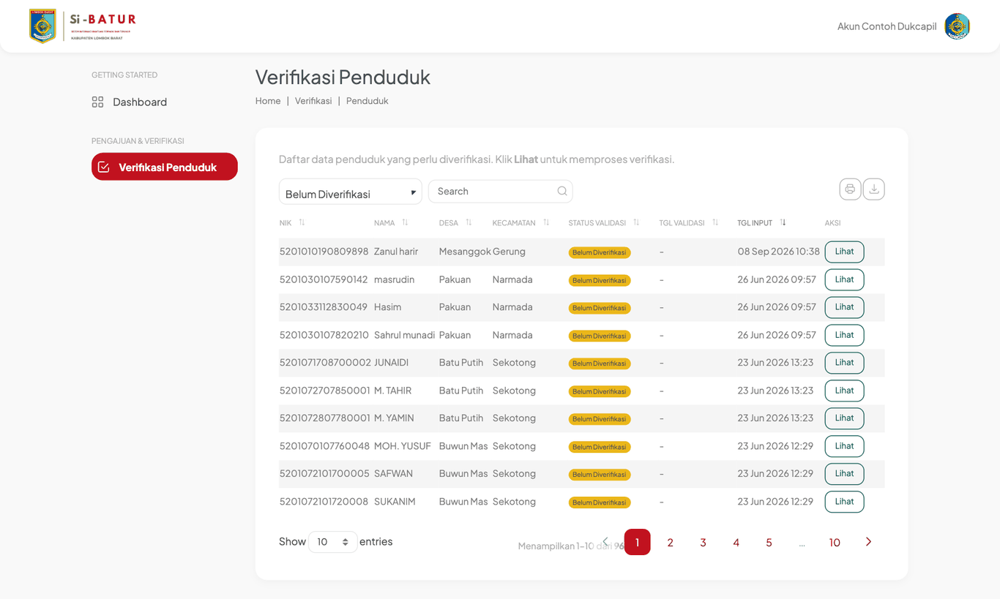 Si-BATUR
KABUPATEN LOMBOK BARAT
Akun Contoh Dukcapil
GETTING STARTED
Dashboard
PENGAJUAN & VERIFIKASI
Verifikasi Penduduk
Verifikasi Penduduk
Home | Verifikasi | Penduduk
Daftar data penduduk yang perlu diverifikasi. Klik Lihat untuk memproses verifikasi.
Belum Diverifikasi Search
NIK NAMA DESA KECAMATAN STATUS VALIDASI TGL VALIDASI TGL INPUT AKSI
5201010190809898 Zanul harir Mesanggok Gerung Belum Diverifikasi - 08 Sep 2026 10:38 Lihat
5201030107590142 masrudin Pakuan Narmada Belum Diverifikasi - 26 Jun 2026 09:57 Lihat
5201033112830049 Hasim Pakuan Narmada Belum Diverifikasi - 26 Jun 2026 09:57 Lihat
5201030107820210 Sahrul munadi Pakuan Narmada Belum Diverifikasi - 26 Jun 2026 09:57 Lihat
5201071708700002 JUNAIDI Batu Putih Sekotong Belum Diverifikasi - 23 Jun 2026 13:23 Lihat
5201072707850001 M. TAHIR Batu Putih Sekotong Belum Diverifikasi - 23 Jun 2026 13:23 Lihat
5201072807780001 M. YAMIN Batu Putih Sekotong Belum Diverifikasi - 23 Jun 2026 13:23 Lihat
5201070107760048 MOH. YUSUF Buwun Mas Sekotong Belum Diverifikasi - 23 Jun 2026 12:29 Lihat
5201072101700005 SAFWAN Buwun Mas Sekotong Belum Diverifikasi - 23 Jun 2026 12:29 Lihat
5201072101720008 SUKANIM Buwun Mas Sekotong Belum Diverifikasi - 23 Jun 2026 12:29 Lihat
Show 10 entries Menampilkan 1-10 dari 96 1 2 3 4 5 ... 10